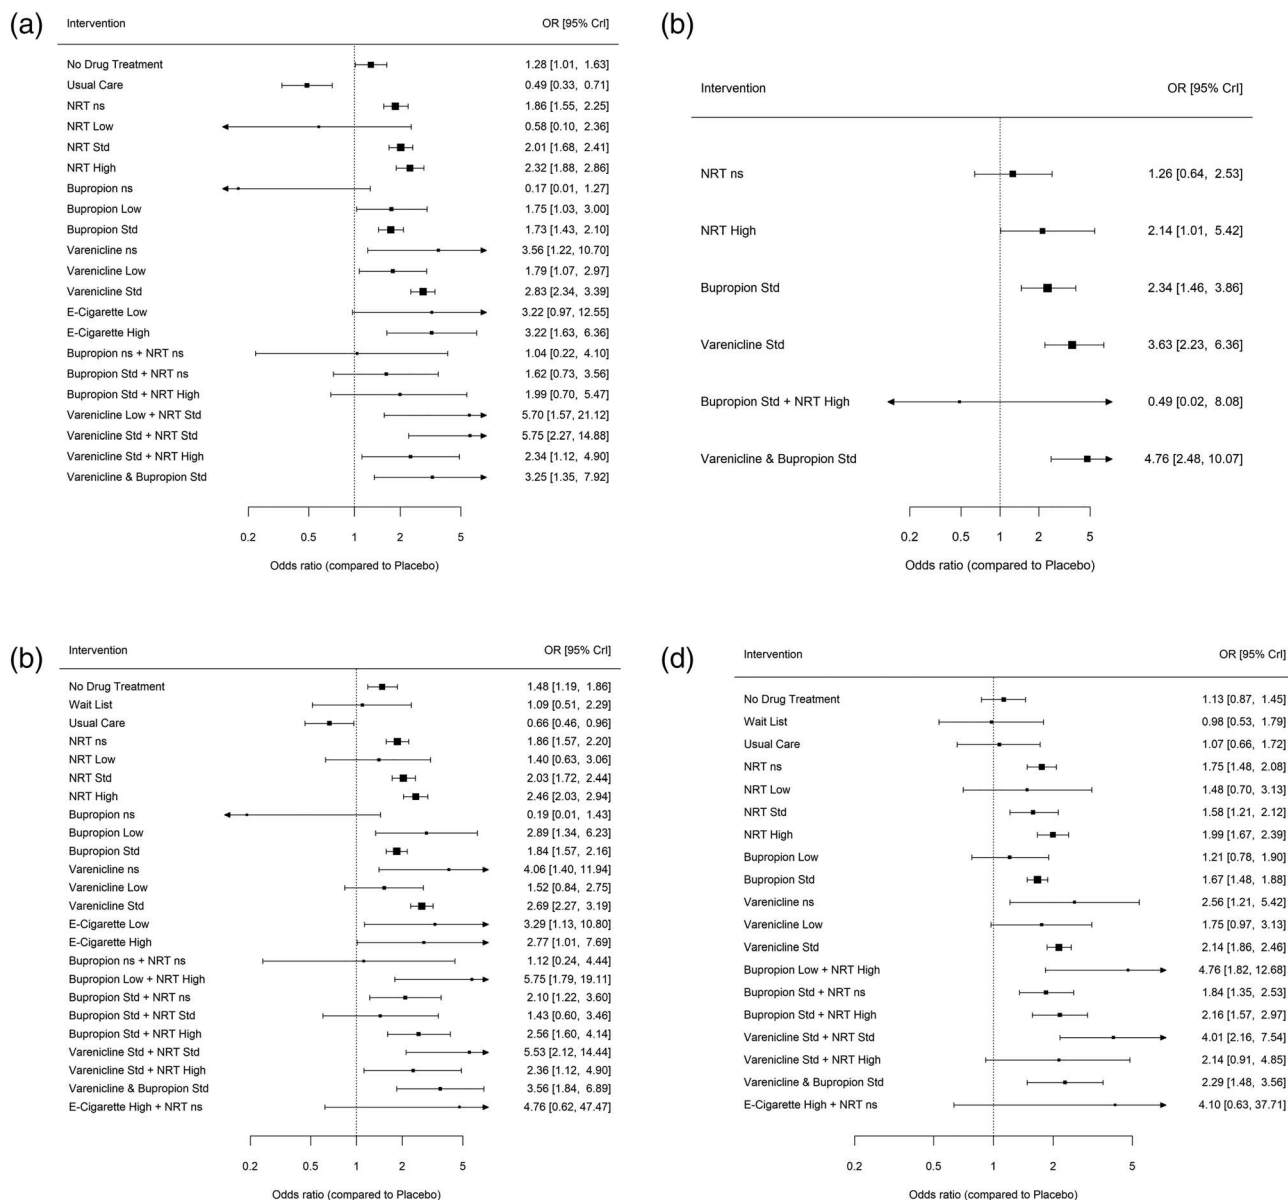 (a)
Intervention OR [95% CrI]
No Drug Treatment 1.28 [1.01, 1.63]
Usual Care 0.49 [0.33, 0.71]
NRT ns 1.86 [1.55, 2.25]
NRT Low 0.58 [0.10, 2.36]
NRT Std 2.01 [1.68, 2.41]
NRT High 2.32 [1.88, 2.86]
Bupropion ns 0.17 [0.01, 1.27]
Bupropion Low 1.75 [1.03, 3.00]
Bupropion Std 1.73 [1.43, 2.10]
Varenicline ns 3.56 [1.22, 10.70]
Varenicline Low 1.79 [1.07, 2.97]
Varenicline Std 2.83 [2.34, 3.39]
E-Cigarette Low 3.22 [0.97, 12.55]
E-Cigarette High 3.22 [1.63, 6.36]
Bupropion ns + NRT ns 1.04 [0.22, 4.10]
Bupropion Std + NRT ns 1.62 [0.73, 3.56]
Bupropion Std + NRT High 1.99 [0.70, 5.47]
Varenicline Low + NRT Std 5.70 [1.57, 21.12]
Varenicline Std + NRT Std 5.75 [2.27, 14.88]
Varenicline Std + NRT High 2.34 [1.12, 4.90]
Varenicline & Bupropion Std 3.25 [1.35, 7.92]
0.2 0.5 1 2 5
Odds ratio (compared to Placebo)
(b)
Intervention OR [95% CrI]
NRT ns 1.26 [0.64, 2.53]
NRT High 2.14 [1.01, 5.42]
Bupropion Std 2.34 [1.46, 3.86]
Varenicline Std 3.63 [2.23, 6.36]
Bupropion Std + NRT High 0.49 [0.02, 8.08]
Varenicline & Bupropion Std 4.76 [2.48, 10.07]
0.2 0.5 1 2 5
Odds ratio (compared to Placebo)
(b)
Intervention OR [95% CrI]
No Drug Treatment 1.48 [1.19, 1.86]
Wait List 1.09 [0.51, 2.29]
Usual Care 0.66 [0.46, 0.96]
NRT ns 1.86 [1.57, 2.20]
NRT Low 1.40 [0.63, 3.06]
NRT Std 2.03 [1.72, 2.44]
NRT High 2.46 [2.03, 2.94]
Bupropion ns 0.19 [0.01, 1.43]
Bupropion Low 2.89 [1.34, 6.23]
Bupropion Std 1.84 [1.57, 2.16]
Varenicline ns 4.06 [1.40, 11.94]
Varenicline Low 1.52 [0.84, 2.75]
Varenicline Std 2.69 [2.27, 3.19]
E-Cigarette Low 3.29 [1.13, 10.80]
E-Cigarette High 2.77 [1.01, 7.69]
Bupropion ns + NRT ns 1.12 [0.24, 4.44]
Bupropion Low + NRT High 5.75 [1.79, 19.11]
Bupropion Std + NRT ns 2.10 [1.22, 3.60]
Bupropion Std + NRT Std 1.43 [0.60, 3.46]
Bupropion Std + NRT High 2.56 [1.60, 4.14]
Varenicline Std + NRT Std 5.53 [2.12, 14.44]
Varenicline Std + NRT High 2.36 [1.12, 4.90]
Varenicline & Bupropion Std 3.56 [1.84, 6.89]
E-Cigarette High + NRT ns 4.76 [0.62, 47.47]
0.2 0.5 1 2 5
Odds ratio (compared to Placebo)
(d)
Intervention OR [95% CrI]
No Drug Treatment 1.13 [0.87, 1.45]
Wait List 0.98 [0.53, 1.79]
Usual Care 1.07 [0.66, 1.72]
NRT ns 1.75 [1.48, 2.08]
NRT Low 1.48 [0.70, 3.13]
NRT Std 1.58 [1.21, 2.12]
NRT High 1.99 [1.67, 2.39]
Bupropion Low 1.21 [0.78, 1.90]
Bupropion Std 1.67 [1.48, 1.88]
Varenicline ns 2.56 [1.21, 5.42]
Varenicline Low 1.75 [0.97, 3.13]
Varenicline Std 2.14 [1.86, 2.46]
Bupropion Low + NRT High 4.76 [1.82, 12.68]
Bupropion Std + NRT ns 1.84 [1.35, 2.53]
Bupropion Std + NRT High 2.16 [1.57, 2.97]
Varenicline Std + NRT Std 4.01 [2.16, 7.54]
Varenicline Std + NRT High 2.14 [0.91, 4.85]
Varenicline & Bupropion Std 2.29 [1.48, 3.56]
E-Cigarette High + NRT ns 4.10 [0.63, 37.71]
0.2 0.5 1 2 5
Odds ratio (compared to Placebo)